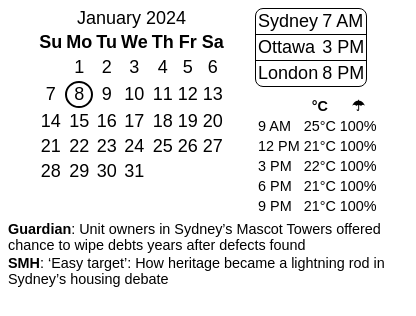 January 2024
Su Mo Tu We Th Fr Sa
1 2 3 4 5 6
7 8 9 10 11 12 13
14 15 16 17 18 19 20
21 22 23 24 25 26 27
28 29 30 31
Sydney 7 AM
Ottawa 3 PM
London 8 PM
°C ☂
9 AM 25°C 100%
12 PM 21°C 100%
3 PM 22°C 100%
6 PM 21°C 100%
9 PM 21°C 100%
Guardian: Unit owners in Sydney’s Mascot Towers offered
chance to wipe debts years after defects found
SMH: ‘Easy target’: How heritage became a lightning rod in
Sydney’s housing debate